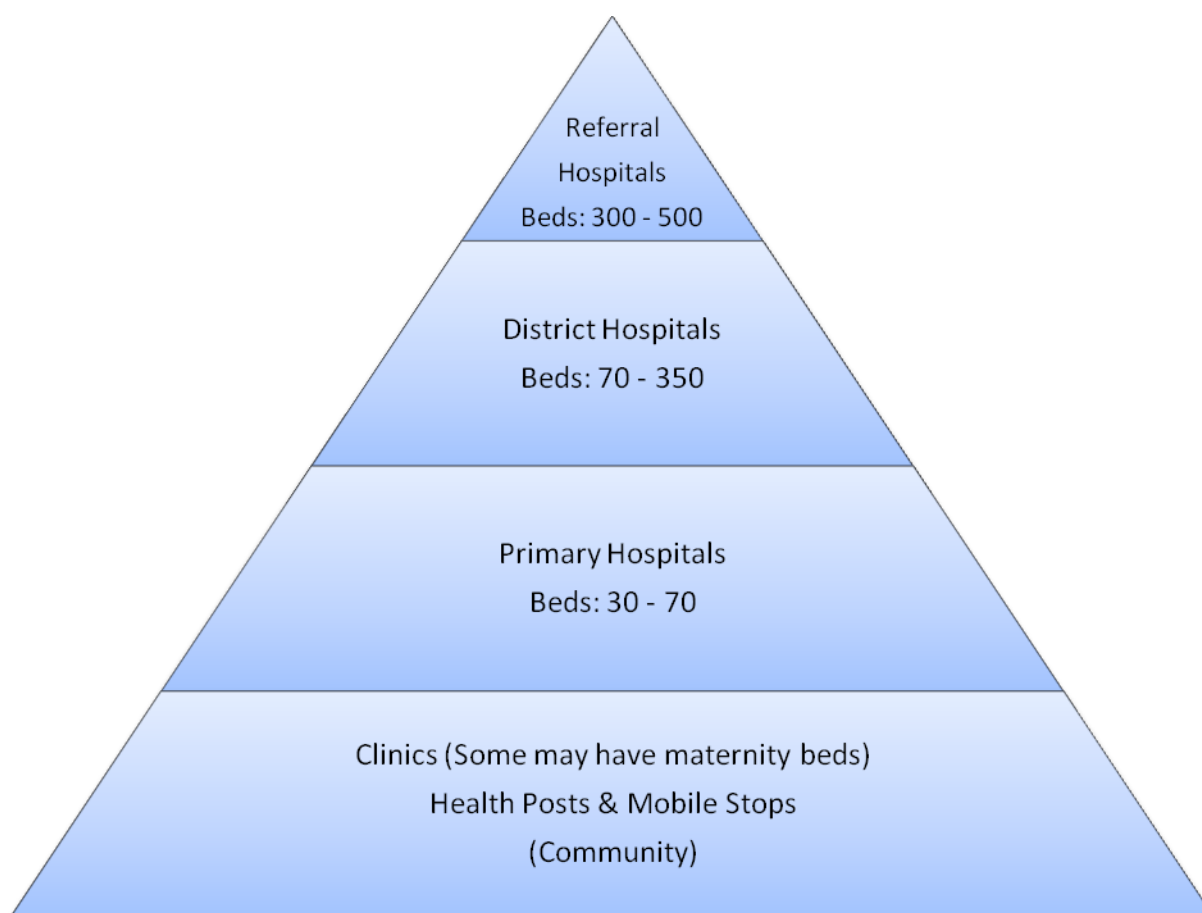 Referral
Hospitals
Beds: 300 - 500
District Hospitals
Beds: 70 - 350
Primary Hospitals
Beds: 30 - 70
Clinics (Some may have maternity beds)
Health Posts & Mobile Stops
(Community)